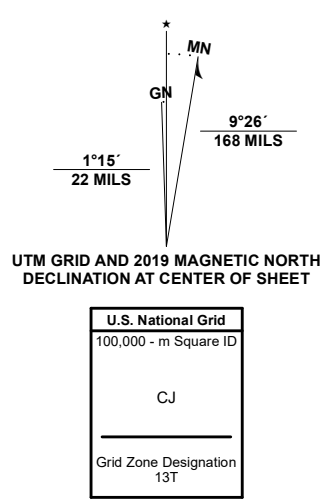 ★
MN
GN
9°26´
168 MILS
1°15´
22 MILS
UTM GRID AND 2019 MAGNETIC NORTH
DECLINATION AT CENTER OF SHEET
U.S. National Grid
100,000 - m Square ID
CJ
Grid Zone Designation
13T